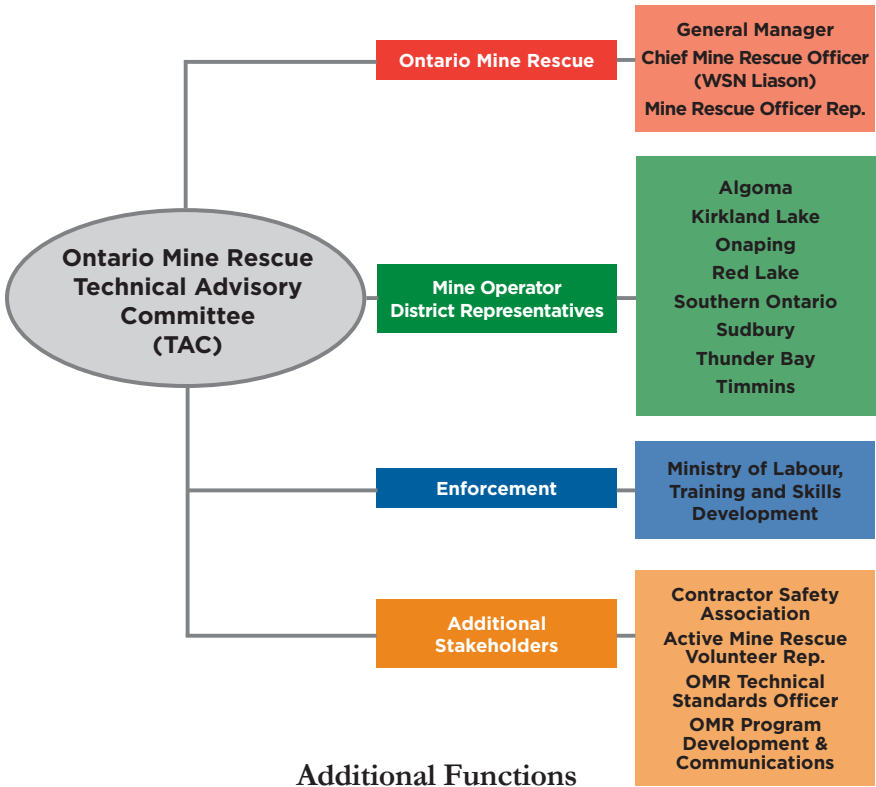 Ontario Mine Rescue
Technical Advisory
Committee
(TAC)
Ontario Mine Rescue
General Manager
Chief Mine Rescue Officer
(WSN Liason)
Mine Rescue Officer Rep.
Mine Operator
District Representatives
Algoma
Kirkland Lake
Onaping
Red Lake
Southern Ontario
Sudbury
Thunder Bay
Timmins
Enforcement
Ministry of Labour,
Training and Skills
Development
Additional
Stakeholders
Contractor Safety
Association
Active Mine Rescue
Volunteer Rep.
OMR Technical
Standards Officer
OMR Program
Development &
Communications
Additional Functions